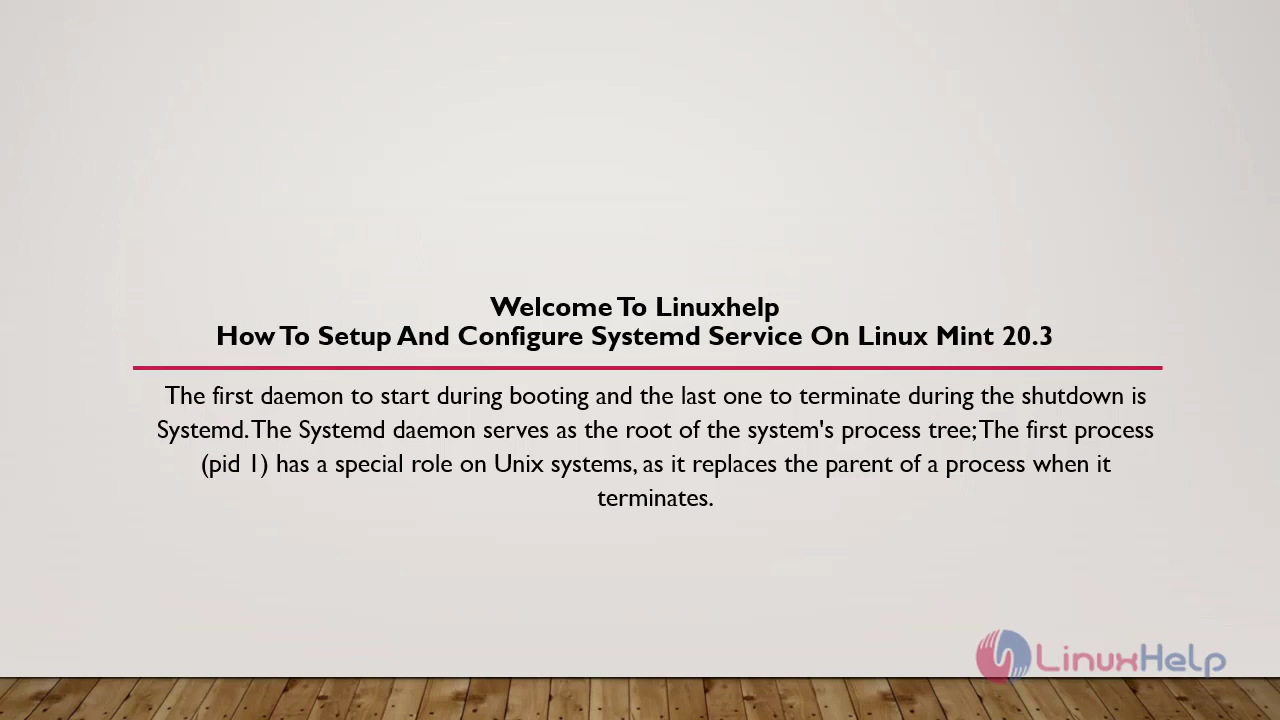 Welcome To Linuxhelp
How To Setup And Configure Systemd Service On Linux Mint 20.3
The first daemon to start during booting and the last one to terminate during the shutdown is
Systemd. The Systemd daemon serves as the root of the system's process tree; The first process
(pid 1) has a special role on Unix systems, as it replaces the parent of a process when it
terminates.
LinuxHelp